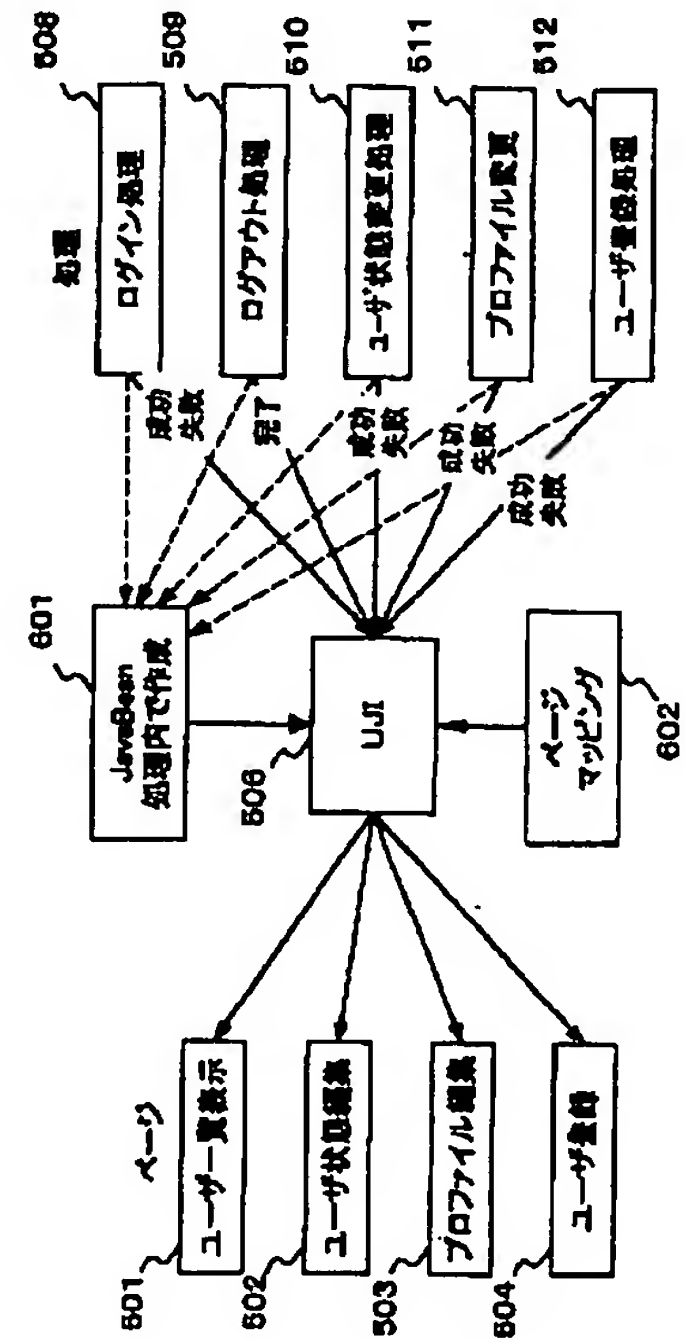 ページ
501
ユーザ一覧表示
502
ユーザ状態編集
503
プロファイル編集
504
ユーザ登録
601
JavaBean
処理内で作成
506
UJI
ページ
マッピング
602
処理
508
ログイン処理
成功
失敗
509
ログアウト処理
完了
510
ユーザ状態変更処理
成功
失敗
511
プロファイル変更
成功
失敗
512
ユーザ登録処理
成功
失敗